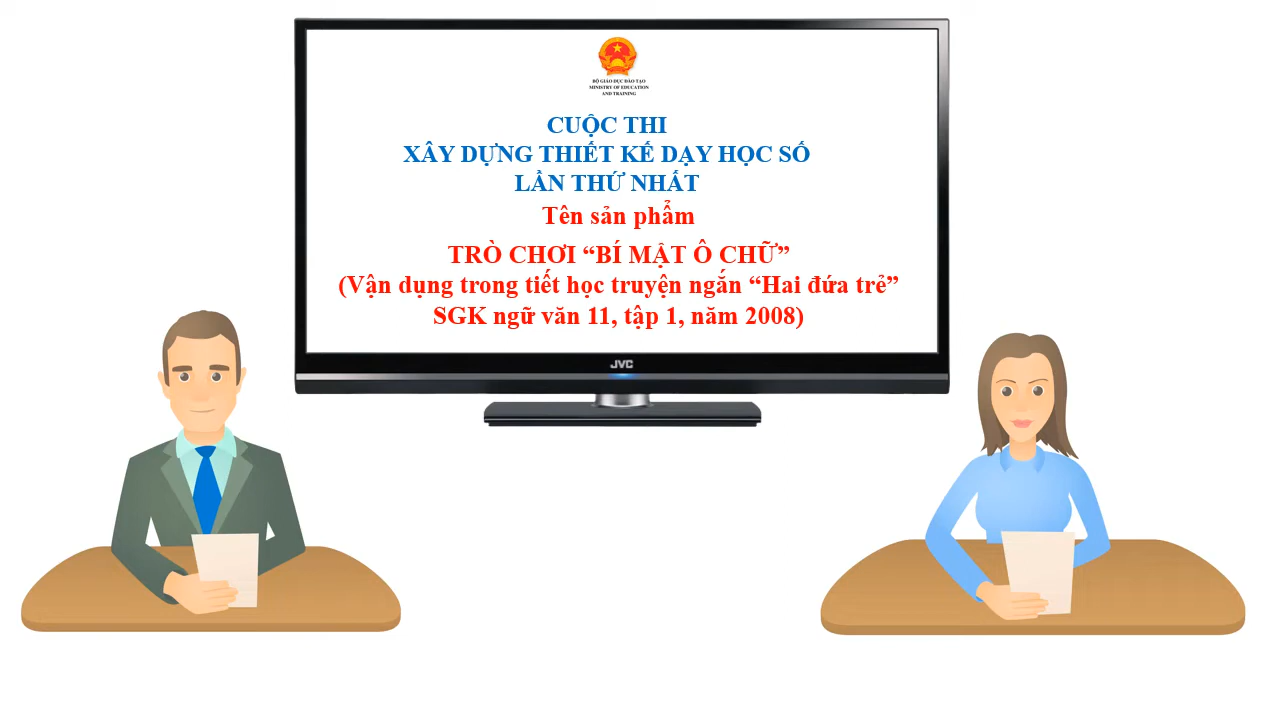 BỘ GIÁO DỤC ĐÀO TẠO
MINISTRY OF EDUCATION
AND TRAINING
CUỘC THI
XÂY DỰNG THIẾT KẾ DẠY HỌC SỐ
LẦN THỨ NHẤT
Tên sản phẩm
TRÒ CHƠI “BÍ MẬT Ô CHỮ”
(Vận dụng trong tiết học truyện ngắn “Hai đứa trẻ”
SGK ngữ văn 11, tập 1, năm 2008)
JVC